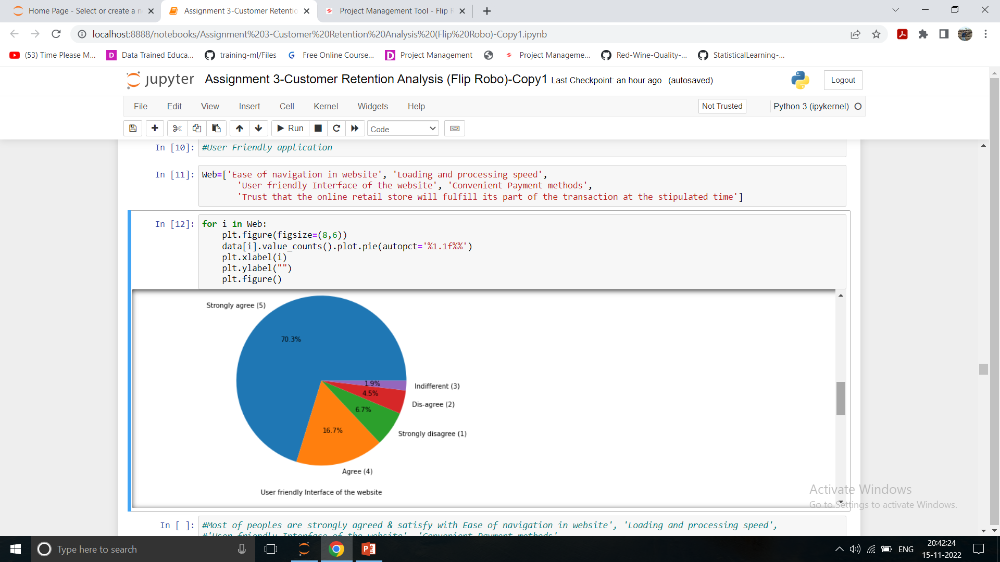 Home Page - Select or create a n
Assignment 3-Customer Retentio
Project Management Tool - Flip R
localhost:8888/notebooks/Assignment%203-Customer%20Retention%20Analysis%20(Flip%20Robo)-Copy1.ipynb
(53) Time Please M...
Data Trained Educa...
training-ml/Files
Free Online Course...
Project Management
Project Manageme...
Red-Wine-Quality-...
StatisticalLearning-...
jupyter Assignment 3-Customer Retention Analysis (Flip Robo)-Copy1 Last Checkpoint: an hour ago (autosaved)
Logout
File Edit View Insert Cell Kernel Widgets Help
Not Trusted
Python 3 (ipykernel)
Run
Code
In [10]: #User Friendly application
In [11]: Web=['Ease of navigation in website', 'Loading and processing speed',
'User friendly Interface of the website', 'Convenient Payment methods',
'Trust that the online retail store will fulfill its part of the transaction at the stipulated time']
In [12]: for i in Web:
plt.figure(figsize=(8,6))
data[i].value_counts().plot.pie(autopct='%1.1f%%')
plt.xlabel(i)
plt.ylabel("")
plt.figure()
Strongly agree (5)
70.3%
1.9%
Indifferent (3)
4.5%
Dis-agree (2)
6.7%
16.7%
Strongly disagree (1)
Agree (4)
User friendly Interface of the website
Activate Windows
Go to Settings to activate Windows.
In [ ]: #Most of peoples are strongly agreed & satisfy with Ease of navigation in website', 'Loading and processing speed',
#'User friendly Interface of the website', 'Convenient Payment methods'
Type here to search
ENG
20:42:24
15-11-2022